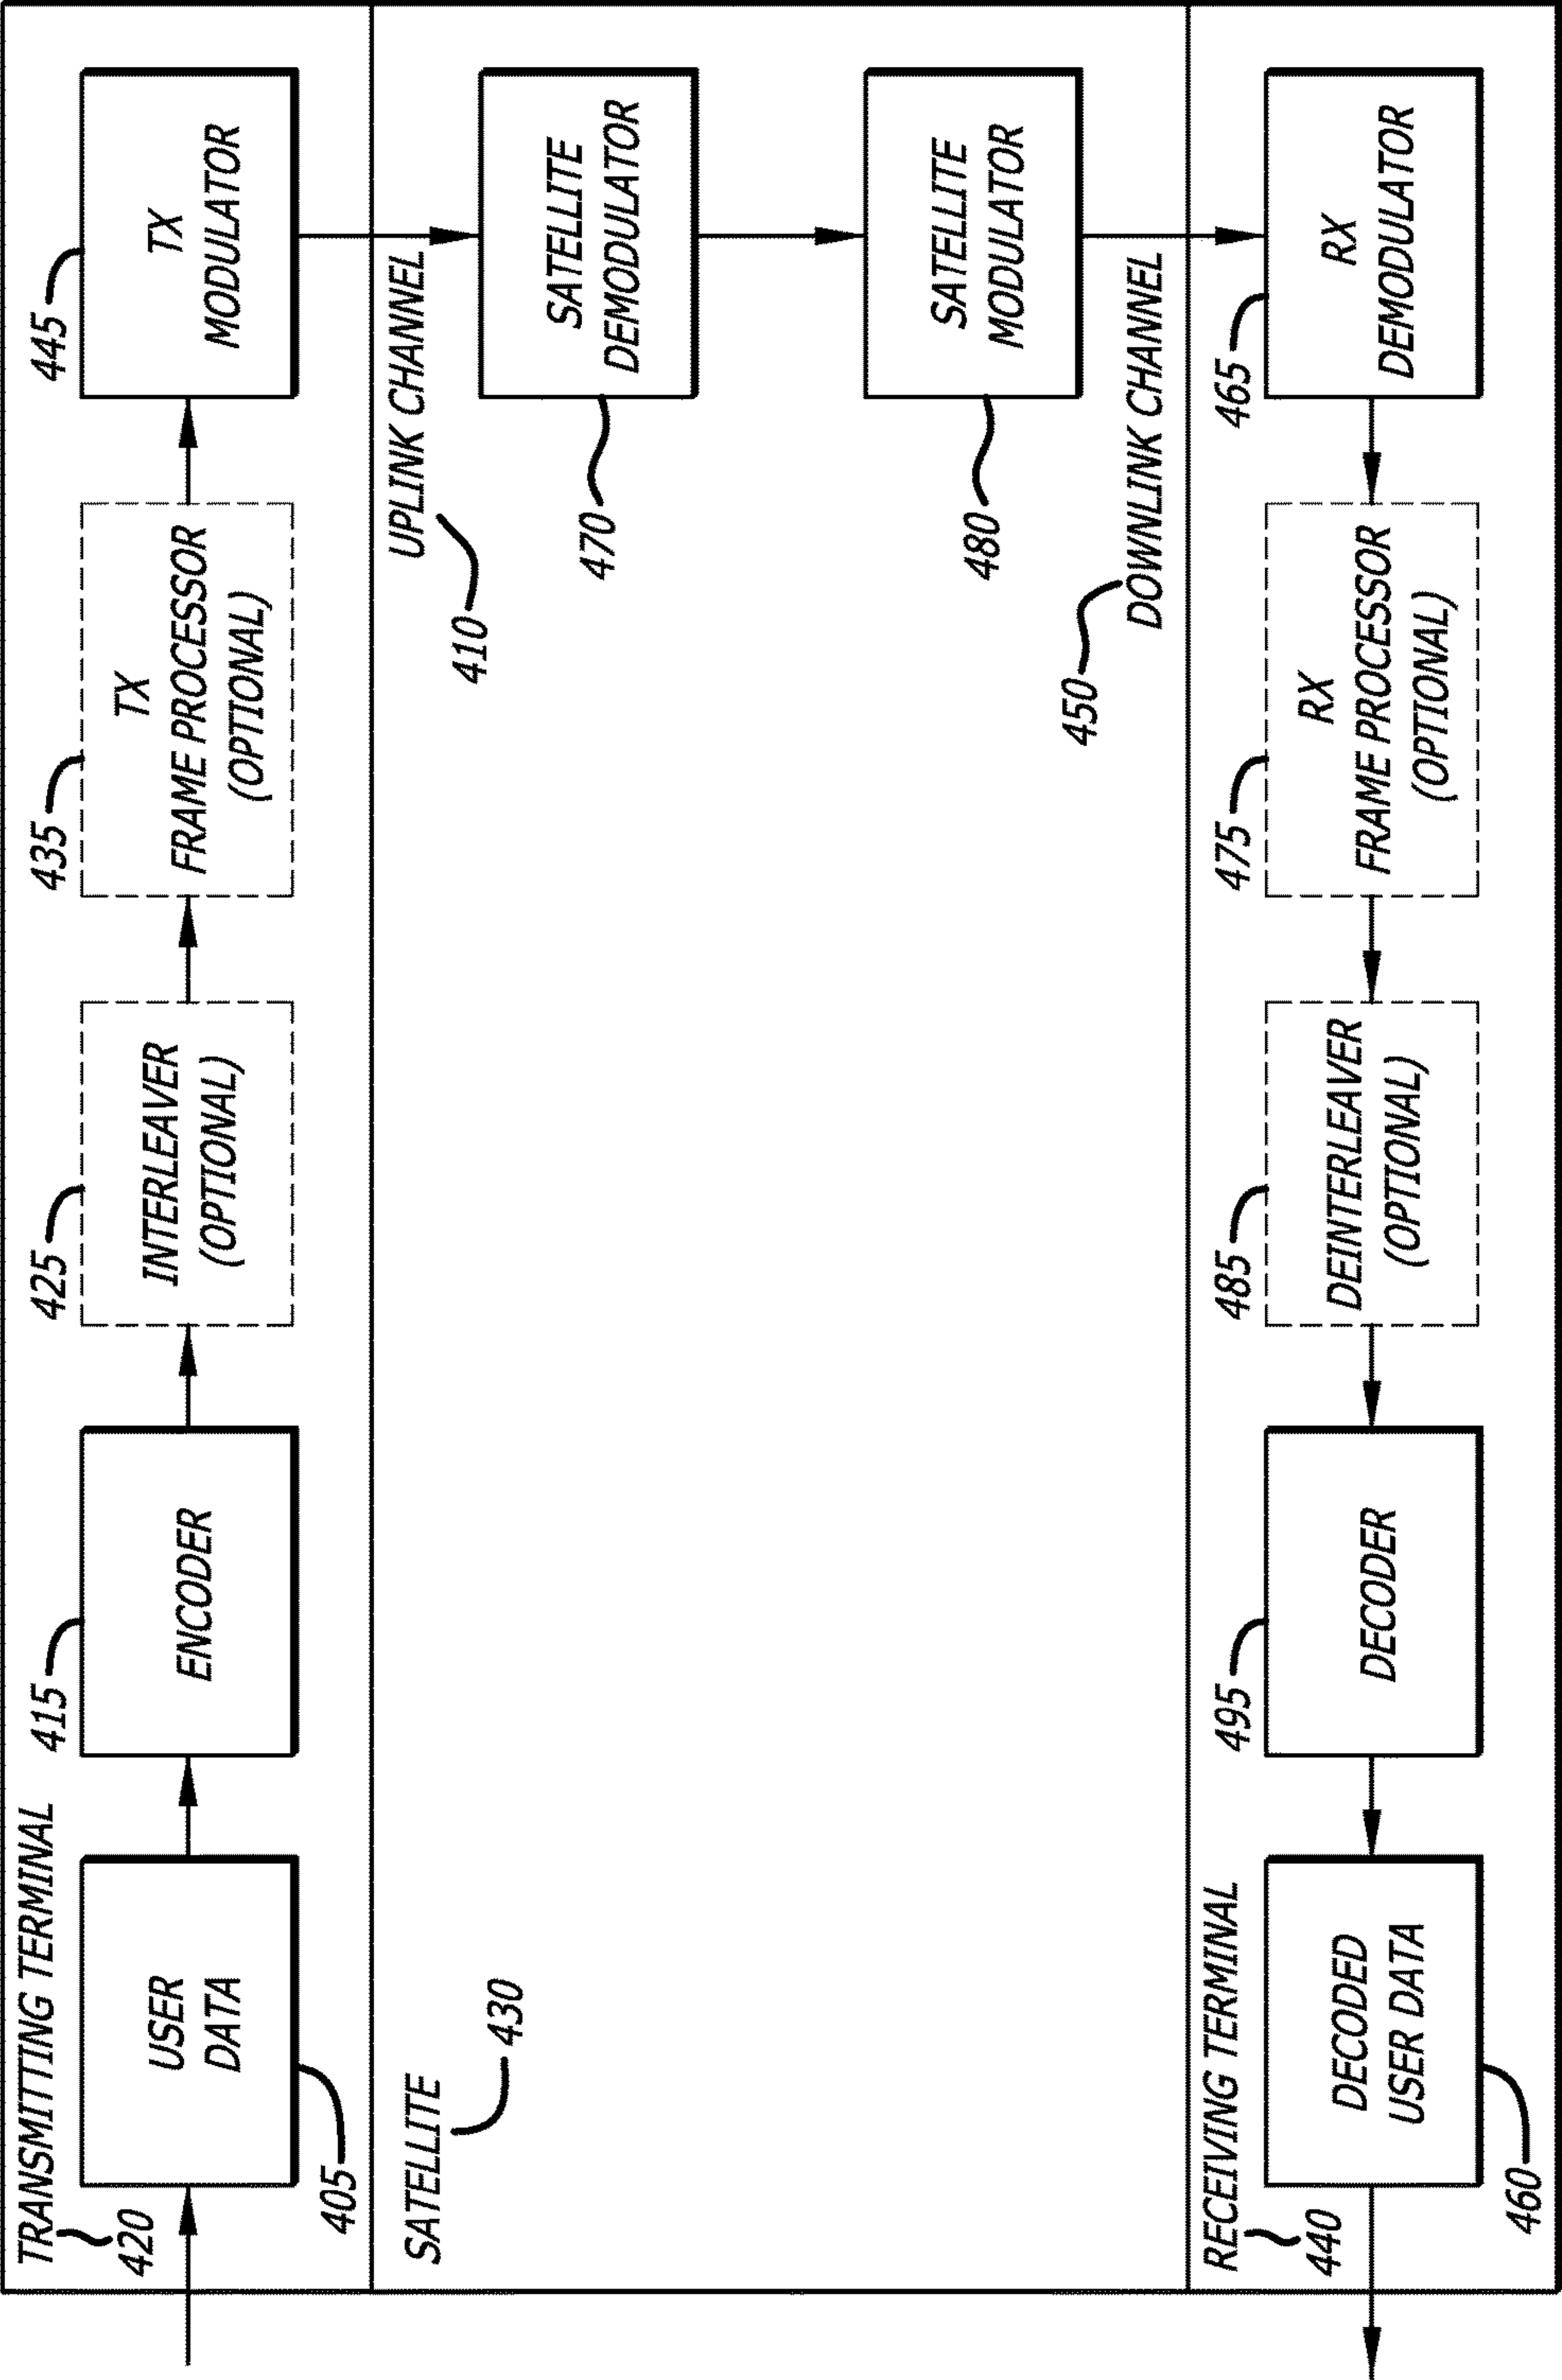 TRANSMITTING TERMINAL
420
USER
DATA
405
415
ENCODER
425
INTERLEAVER
(OPTIONAL)
435
TX
FRAME PROCESSOR
(OPTIONAL)
445
TX
MODULATOR
SATELLITE
430
UPLINK CHANNEL
410
SATELLITE
DEMODULATOR
470
SATELLITE
MODULATOR
480
450
DOWNLINK CHANNEL
RECEIVING TERMINAL
440
DECODED
USER DATA
460
495
DECODER
485
DEINTERLEAVER
(OPTIONAL)
475
RX
FRAME PROCESSOR
(OPTIONAL)
465
RX
DEMODULATOR